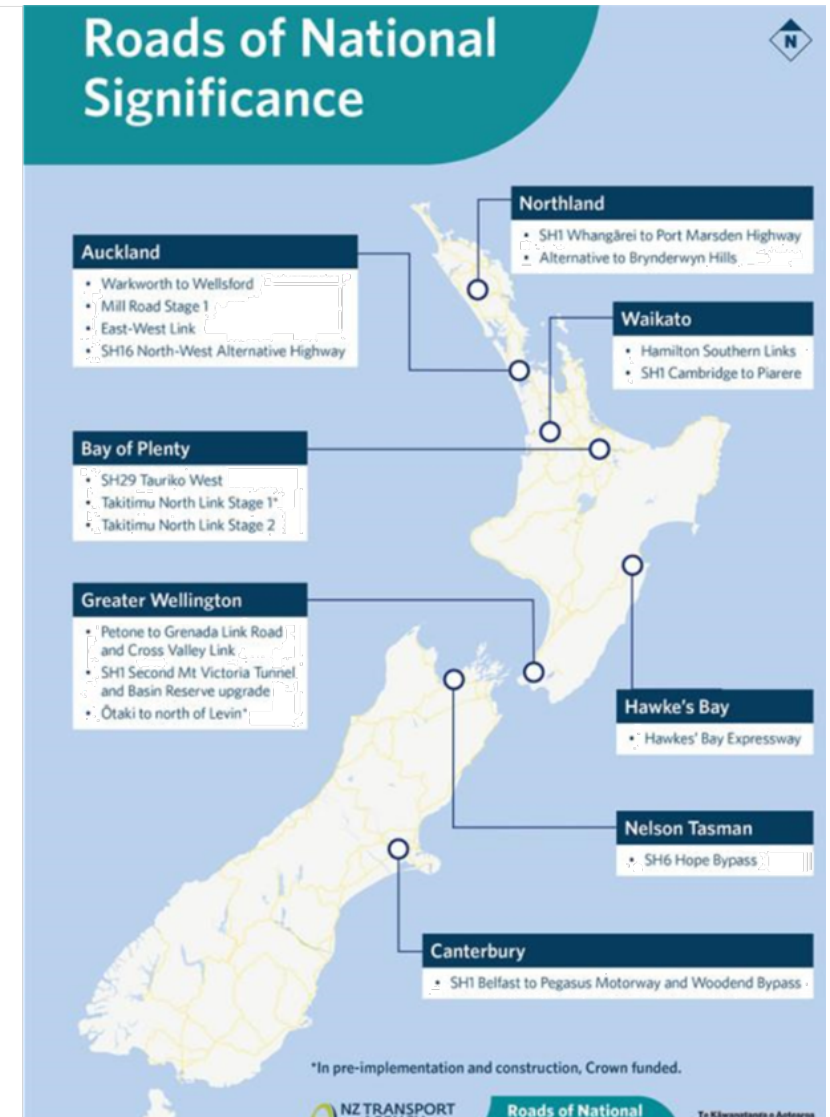 Roads of National
Significance
N
Northland
• SH1 Whangārei to Port Marsden Highway
• Alternative to Brynderwyn Hills
Auckland
• Warkworth to Wellsford
• Mill Road Stage 1
• East-West Link
• SH16 North-West Alternative Highway
Waikato
• Hamilton Southern Links
• SH1 Cambridge to Piarere
Bay of Plenty
• SH29 Tauriko West
• Takitimu North Link Stage 1*
• Takitimu North Link Stage 2
Greater Wellington
• Petone to Grenada Link Road
and Cross Valley Link
• SH1 Second Mt Victoria Tunnel
and Basin Reserve upgrade
• Ōtaki to north of Levin*
Hawke's Bay
• Hawkes' Bay Expressway
Nelson Tasman
• SH6 Hope Bypass
Canterbury
• SH1 Belfast to Pegasus Motorway and Woodend Bypass
*In pre-implementation and construction, Crown funded.
NZ TRANSPORT
Roads of National
Te Kāwanatanga o Aotearoa